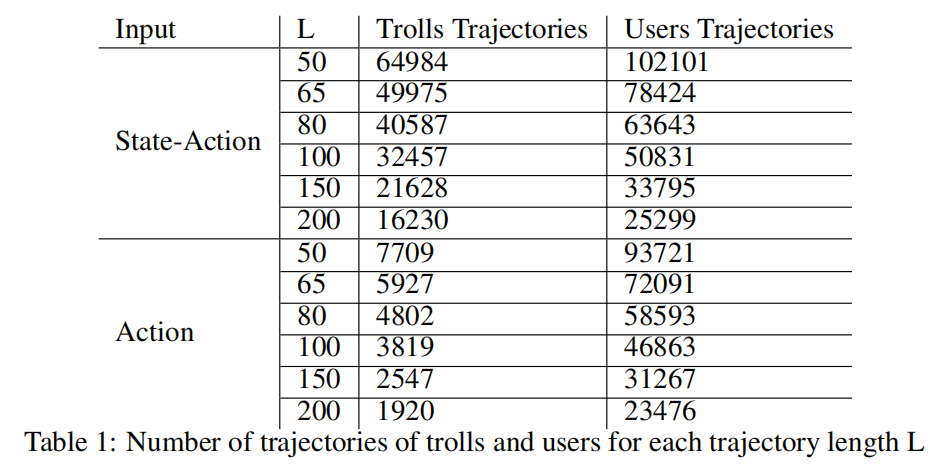 Input L Trolls Trajectories Users Trajectories
State-Action
50 64984 102101
65 49975 78424
80 40587 63643
100 32457 50831
150 21628 33795
200 16230 25299
Action
50 7709 93721
65 5927 72091
80 4802 58593
100 3819 46863
150 2547 31267
200 1920 23476
Table 1: Number of trajectories of trolls and users for each trajectory length L